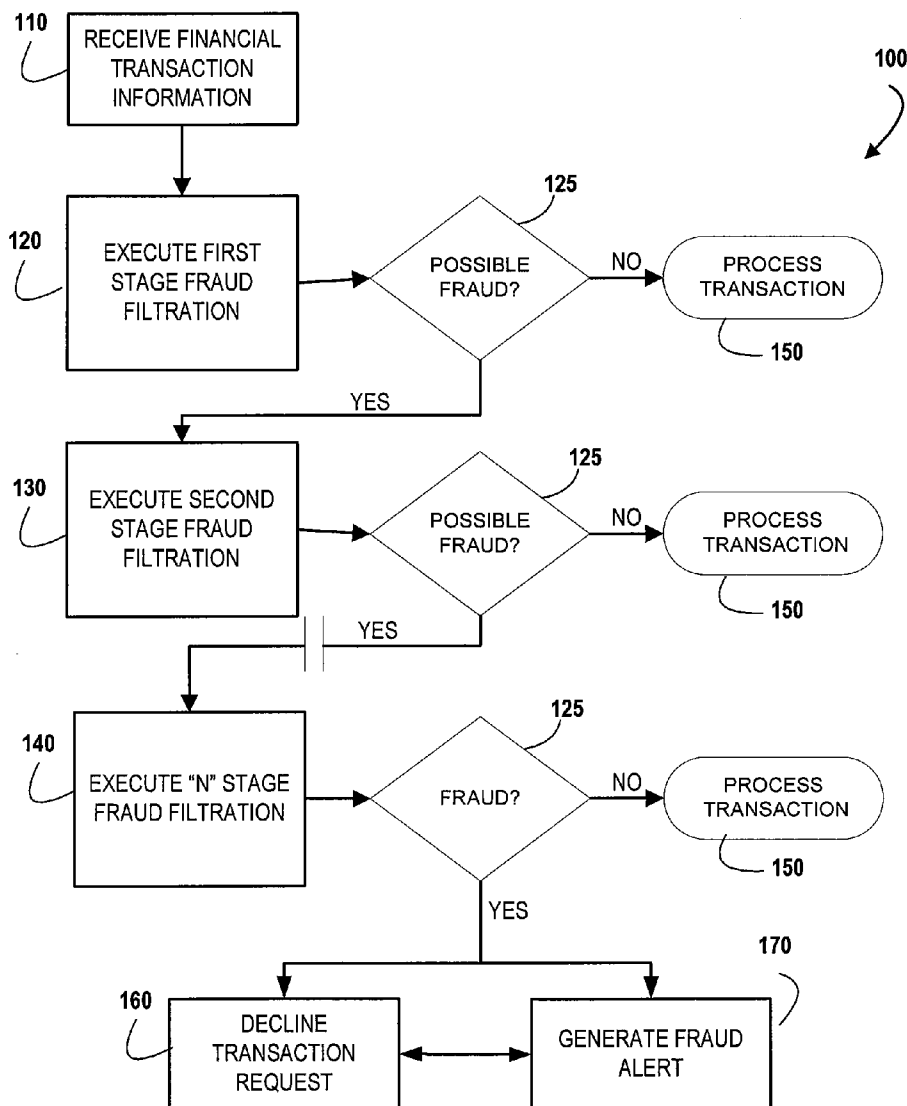 110
RECEIVE FINANCIAL
TRANSACTION
INFORMATION
100
120
EXECUTE FIRST
STAGE FRAUD
FILTRATION
125
POSSIBLE
FRAUD?
NO
PROCESS
TRANSACTION
150
YES
130
EXECUTE SECOND
STAGE FRAUD
FILTRATION
125
POSSIBLE
FRAUD?
NO
PROCESS
TRANSACTION
150
YES
140
EXECUTE “N” STAGE
FRAUD FILTRATION
125
FRAUD?
NO
PROCESS
TRANSACTION
150
YES
160
DECLINE
TRANSACTION
REQUEST
170
GENERATE FRAUD
ALERT